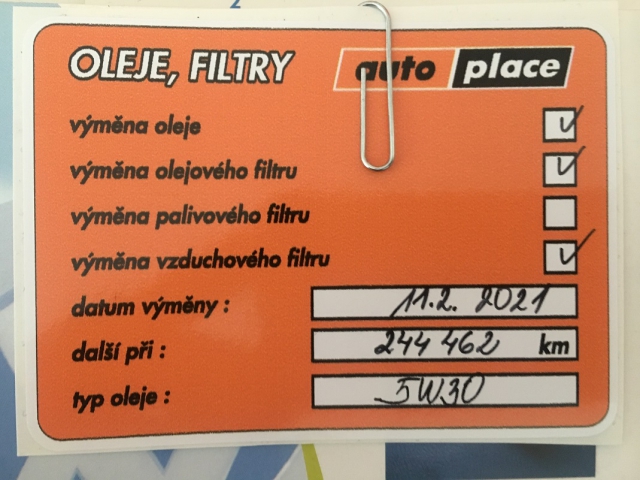 OLEJE, FILTRY auto place
výměna oleje
výměna olejového filtru
výměna palivového filtru
výměna vzduchového filtru
datum výměny : 11.2. 2021
další při : 244 462 km
typ oleje : 5W30